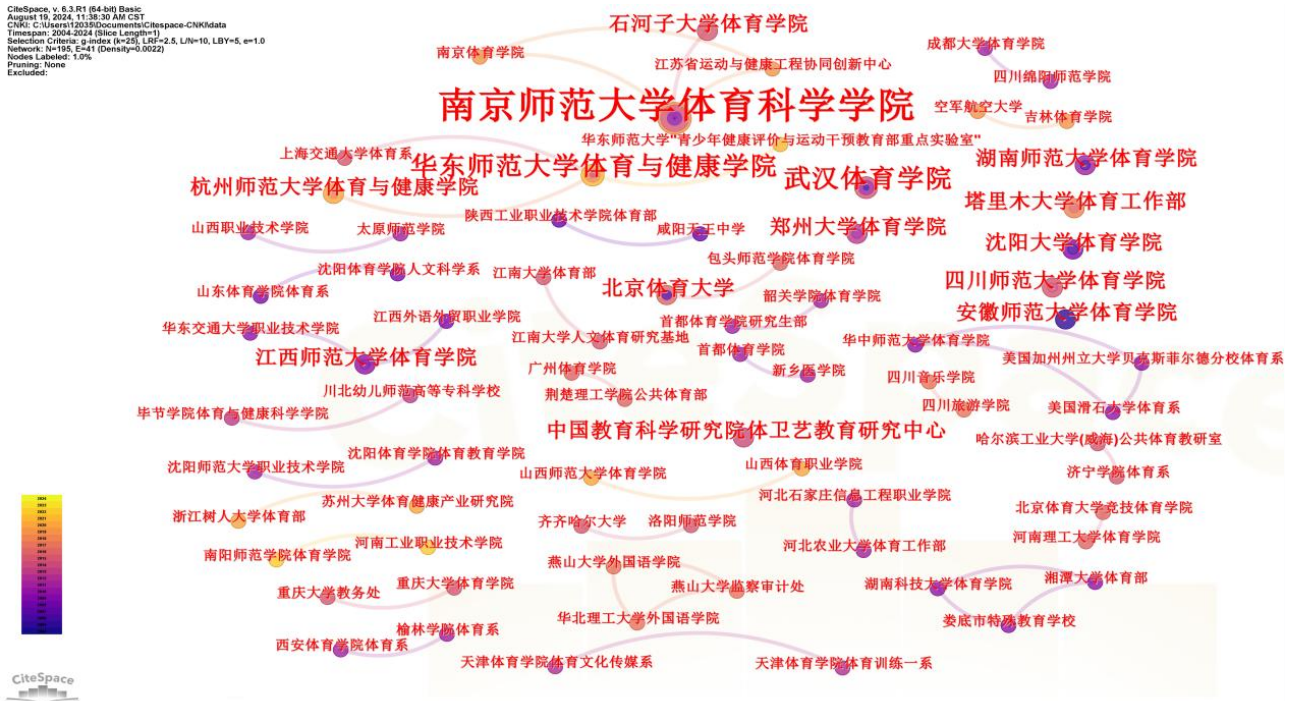 CiteSpace, v. 6.3.R1 (64-bit) Basic
August 19, 2024, 11:38:30 AM CST
CNKI: C:\Users\12035\Documents\Citespace-CNKI\data
Timespan: 2004-2024 (Slice Length=1)
Selection Criteria: g-index (k=25), LRF=2.5, L/N=10, LBY=5, e=1.0
Network: N=195, E=41 (Density=0.0022)
Nodes Labeled: 1.0%
Pruning: None
Excluded:
石河子大学体育学院
南京体育学院
成都大学体育学院
江苏省运动与健康工程协同创新中心
四川绵阳师范学院
南京师范大学体育科学学院
空军航空大学
吉林体育学院
华东师范大学"青少年健康评价与运动干预教育部重点实验室"
上海交通大学体育系
华东师范大学体育与健康学院
湖南师范大学体育学院
杭州师范大学体育与健康学院
武汉体育学院
塔里木大学体育工作部
陕西工业职业技术学院体育部
山西职业技术学院
太原师范学院
咸阳天王中学
郑州大学体育学院
沈阳大学体育学院
包头师范学院体育学院
沈阳体育学院人文科学系
江南大学体育部
四川师范大学体育学院
山东体育学院体育系
北京体育大学
韶关学院体育学院
安徽师范大学体育学院
江西外语外贸职业学院
首都体育学院研究生部
华东交通大学职业技术学院
江南大学人文体育研究基地
华中师范大学体育学院
首都体育学院
江西师范大学体育学院
美国加州州立大学贝克斯菲尔德分校体育系
广州体育学院
新乡医学院
四川音乐学院
川北幼儿师范高等专科学校
荆楚理工学院公共体育部
四川旅游学院
美国滑石大学体育系
毕节学院体育与健康科学学院
中国教育科学研究院体卫艺教育研究中心
哈尔滨工业大学(威海)公共体育教研室
沈阳体育学院体育教育学院
沈阳师范大学职业技术学院
山西师范大学体育学院
山西体育职业学院
济宁学院体育系
苏州大学体育健康产业研究院
河北石家庄信息工程职业学院
浙江树人大学体育部
齐齐哈尔大学
洛阳师范学院
北京体育大学竞技体育学院
河南工业职业技术学院
河南理工大学体育学院
南阳师范学院体育学院
河北农业大学体育工作部
燕山大学外国语学院
重庆大学教务处
重庆大学体育学院
燕山大学监察审计处
湖南科技大学体育学院
湘潭大学体育部
华北理工大学外国语学院
娄底市特殊教育学校
榆林学院体育系
西安体育学院体育系
天津体育学院体育文化传媒系
天津体育学院体育训练一系
CiteSpace